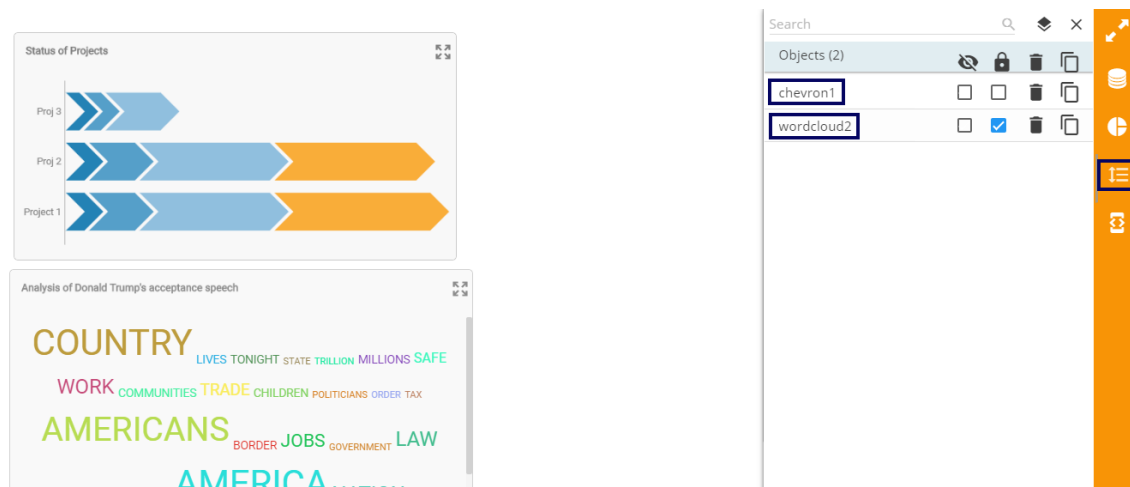 Status of Projects
Proj 3
Proj 2
Project 1
Analysis of Donald Trump's acceptance speech
COUNTRY LIVES TONIGHT STATE TRILLION MILLIONS SAFE
WORK COMMUNITIES TRADE CHILDREN POLITICIANS ORDER TAX
AMERICANS BORDER JOBS GOVERNMENT LAW
AMERICA
Search
Objects (2)
chevron1
wordcloud2